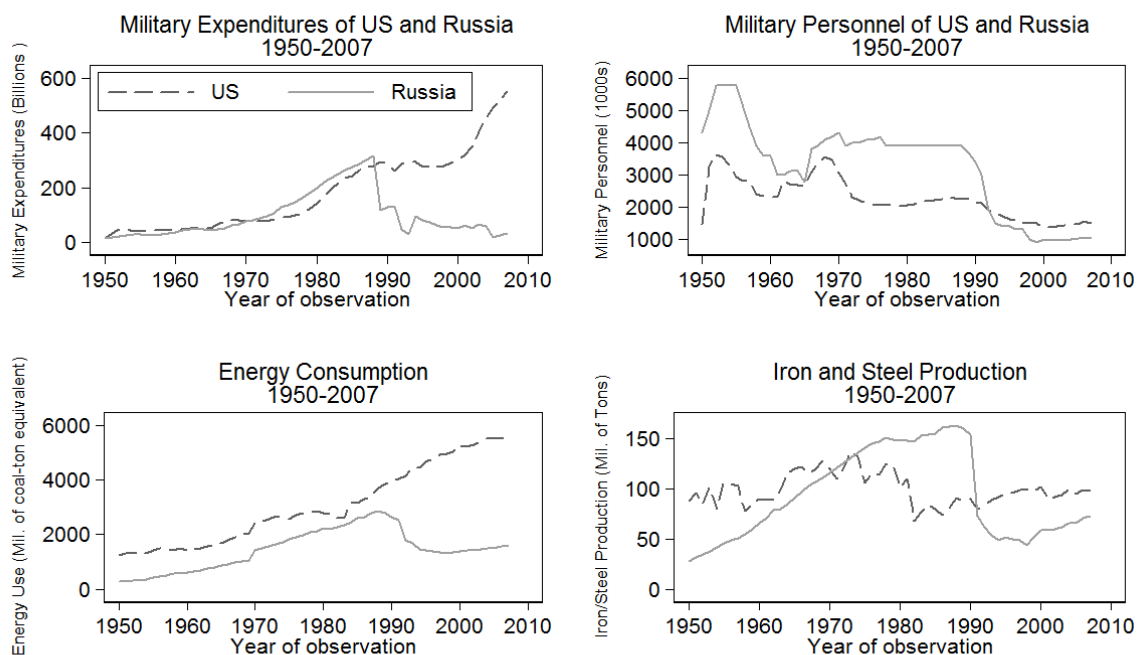 Military Expenditures of US and Russia
1950-2007
Military Expenditures (Billions )
600
400
200
0
US
Russia
1950 1960 1970 1980 1990 2000 2010
Year of observation
Military Personnel of US and Russia
1950-2007
Military Personnel (1000s)
6000
5000
4000
3000
2000
1000
1950 1960 1970 1980 1990 2000 2010
Year of observation
Energy Consumption
1950-2007
Energy Use (Mil. of coal-ton equivalent )
6000
4000
2000
0
1950 1960 1970 1980 1990 2000 2010
Year of observation
Iron and Steel Production
1950-2007
Iron/Steel Production (Mil. of Tons)
150
100
50
0
1950 1960 1970 1980 1990 2000 2010
Year of observation